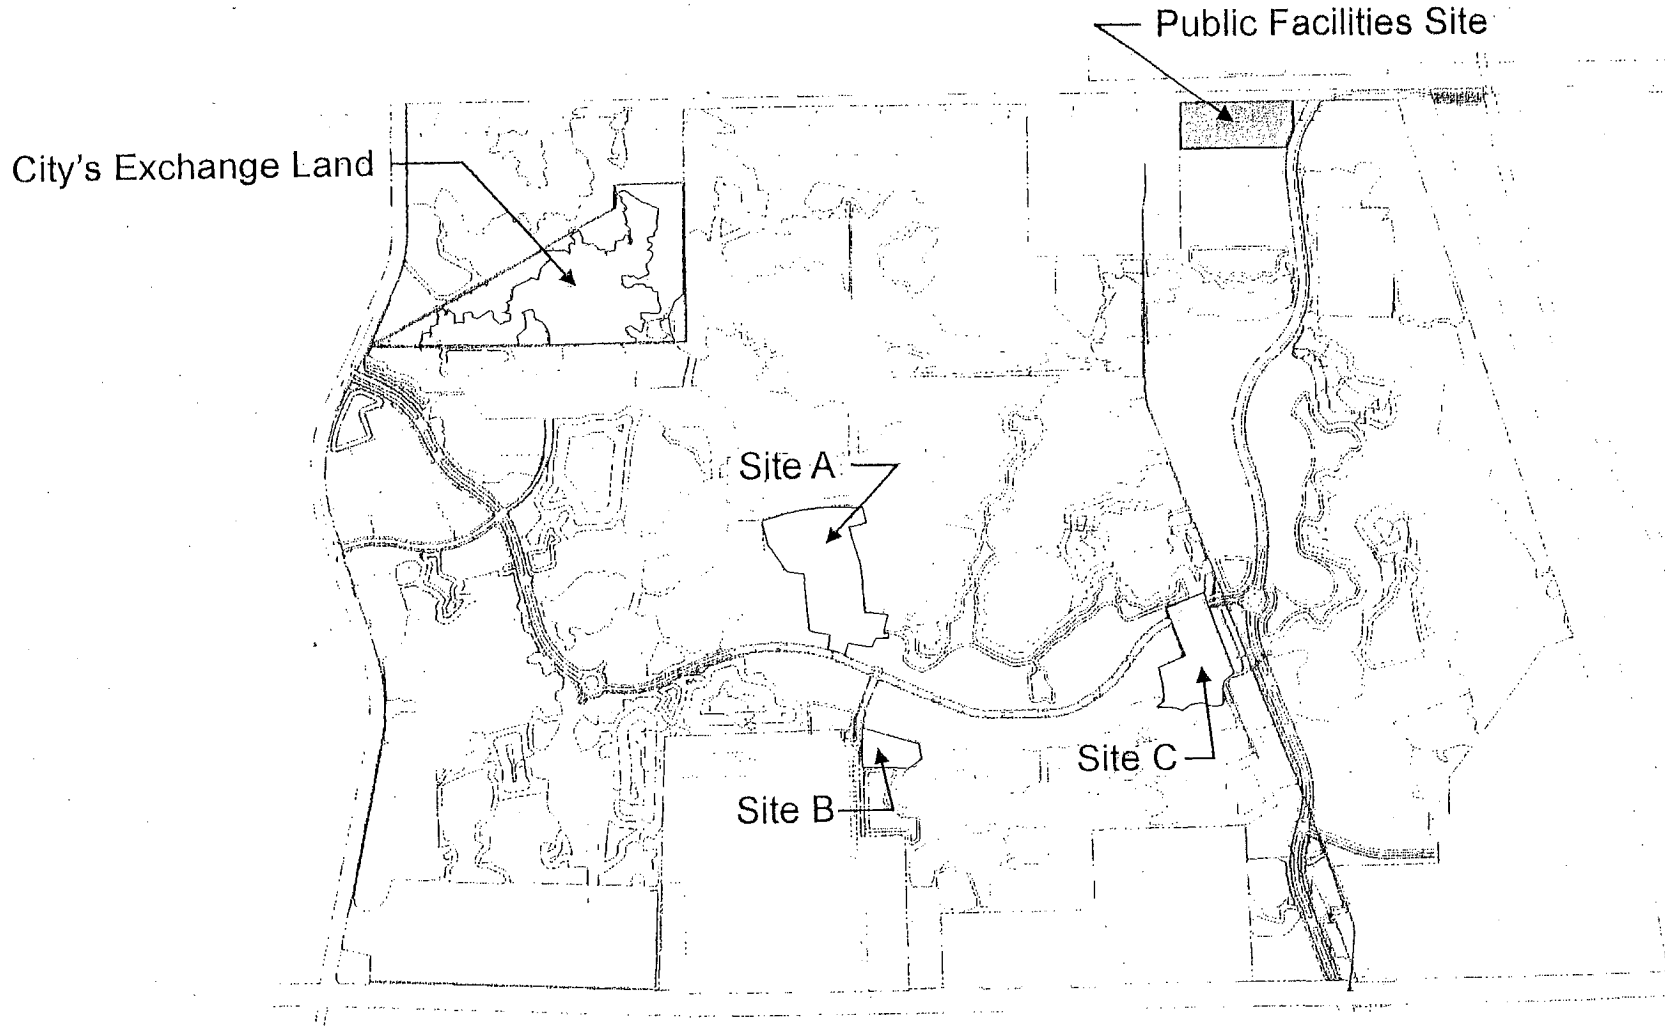 Public Facilities Site
City's Exchange Land
Site A
Site C
Site B